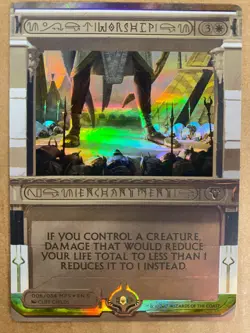 WORSHIP 3
ENCHANTMENT
IF YOU CONTROL A CREATURE,
DAMAGE THAT WOULD REDUCE
YOUR LIFE TOTAL TO LESS THAN 1
REDUCES IT TO 1 INSTEAD.
WIZARDS OF THE COAST